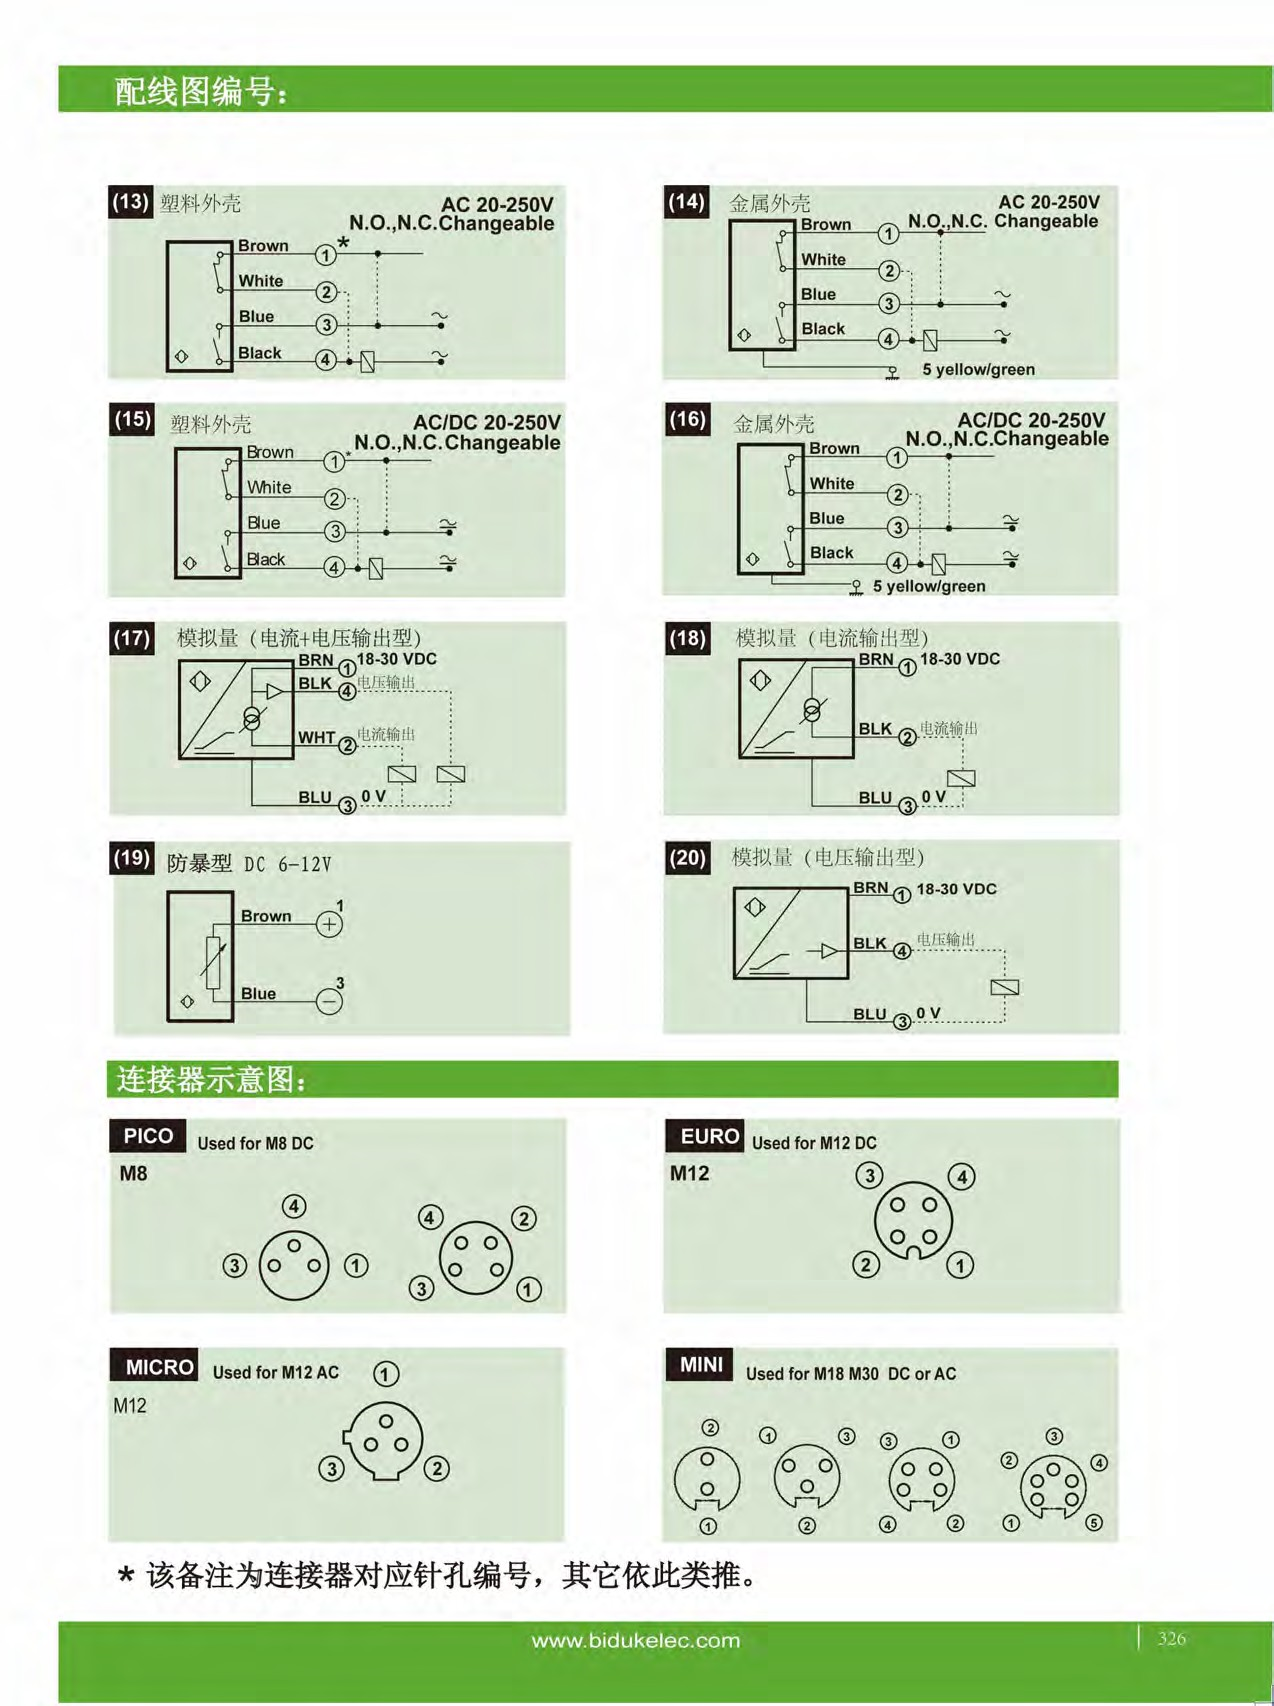 配线图编号：
(13) 塑料外壳 AC 20-250V
N.O.,N.C.Changeable
Brown ① *
White ②
Blue ③
Black ④
(14) 金属外壳 AC 20-250V
N.O.,N.C. Changeable
Brown ①
White ②
Blue ③
Black ④
5 yellow/green
(15) 塑料外壳 AC/DC 20-250V
N.O.,N.C.Changeable
Brown ① *
White ②
Blue ③
Black ④
(16) 金属外壳 AC/DC 20-250V
N.O.,N.C.Changeable
Brown ①
White ②
Blue ③
Black ④
5 yellow/green
(17) 模拟量 (电流+电压输出型)
BRN ① 18-30 VDC
BLK ④ 电压输出
WHT ② 电流输出
BLU ③ 0 V
(18) 模拟量 (电流输出型)
BRN ① 18-30 VDC
BLK ② 电流输出
BLU ③ 0 V
(19) 防暴型 DC 6-12V
Brown + 1
Blue - 3
(20) 模拟量 (电压输出型)
BRN ① 18-30 VDC
BLK ④ 电压输出
BLU ③ 0 V
连接器示意图：
PICO Used for M8 DC
M8
④
③ ①
④ ②
③ ①
EURO Used for M12 DC
M12
③ ④
② ①
MICRO Used for M12 AC
M12
①
③ ②
MINI Used for M18 M30 DC or AC
②
①
① ③
②
③ ①
④ ②
③
② ④
① ⑤
* 该备注为连接器对应针孔编号，其它依此类推。
www.bidukelec.com
326